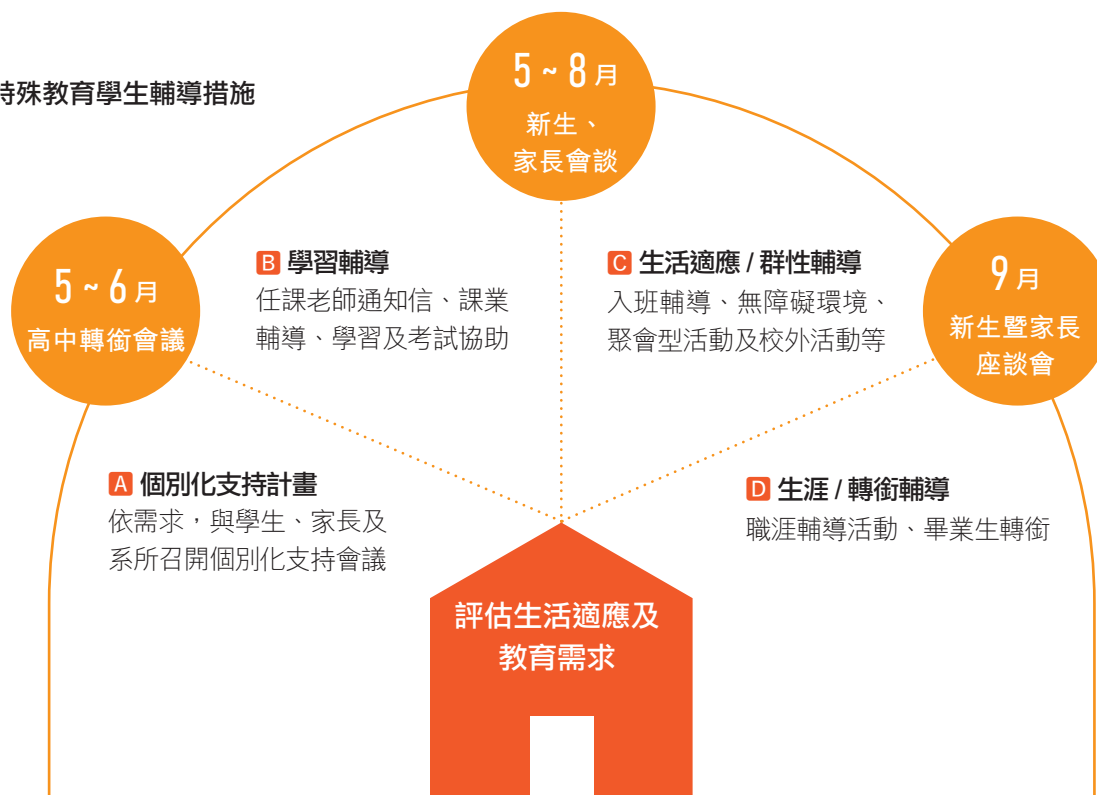 特殊教育學生輔導措施
5 ~ 8 月
新生、
家長會談
5 ~ 6 月
高中轉銜會議
B 學習輔導
任課老師通知信、課業
輔導、學習及考試協助
C 生活適應 / 群性輔導
入班輔導、無障礙環境、
聚會型活動及校外活動等
9 月
新生暨家長
座談會
A 個別化支持計畫
依需求，與學生、家長及
系所召開個別化支持會議
D 生涯 / 轉銜輔導
職涯輔導活動、畢業生轉銜
評估生活適應及
教育需求